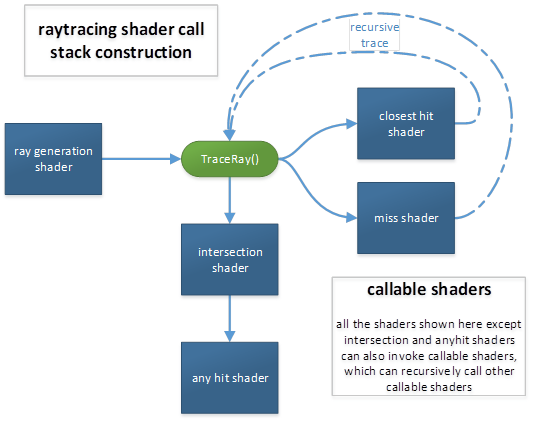 raytracing shader call
stack construction
recursive
trace
ray generation
shader
TraceRay()
closest hit
shader
miss shader
intersection
shader
any hit shader
callable shaders
all the shaders shown here except
intersection and anyhit shaders
can also invoke callable shaders,
which can recursively call other
callable shaders